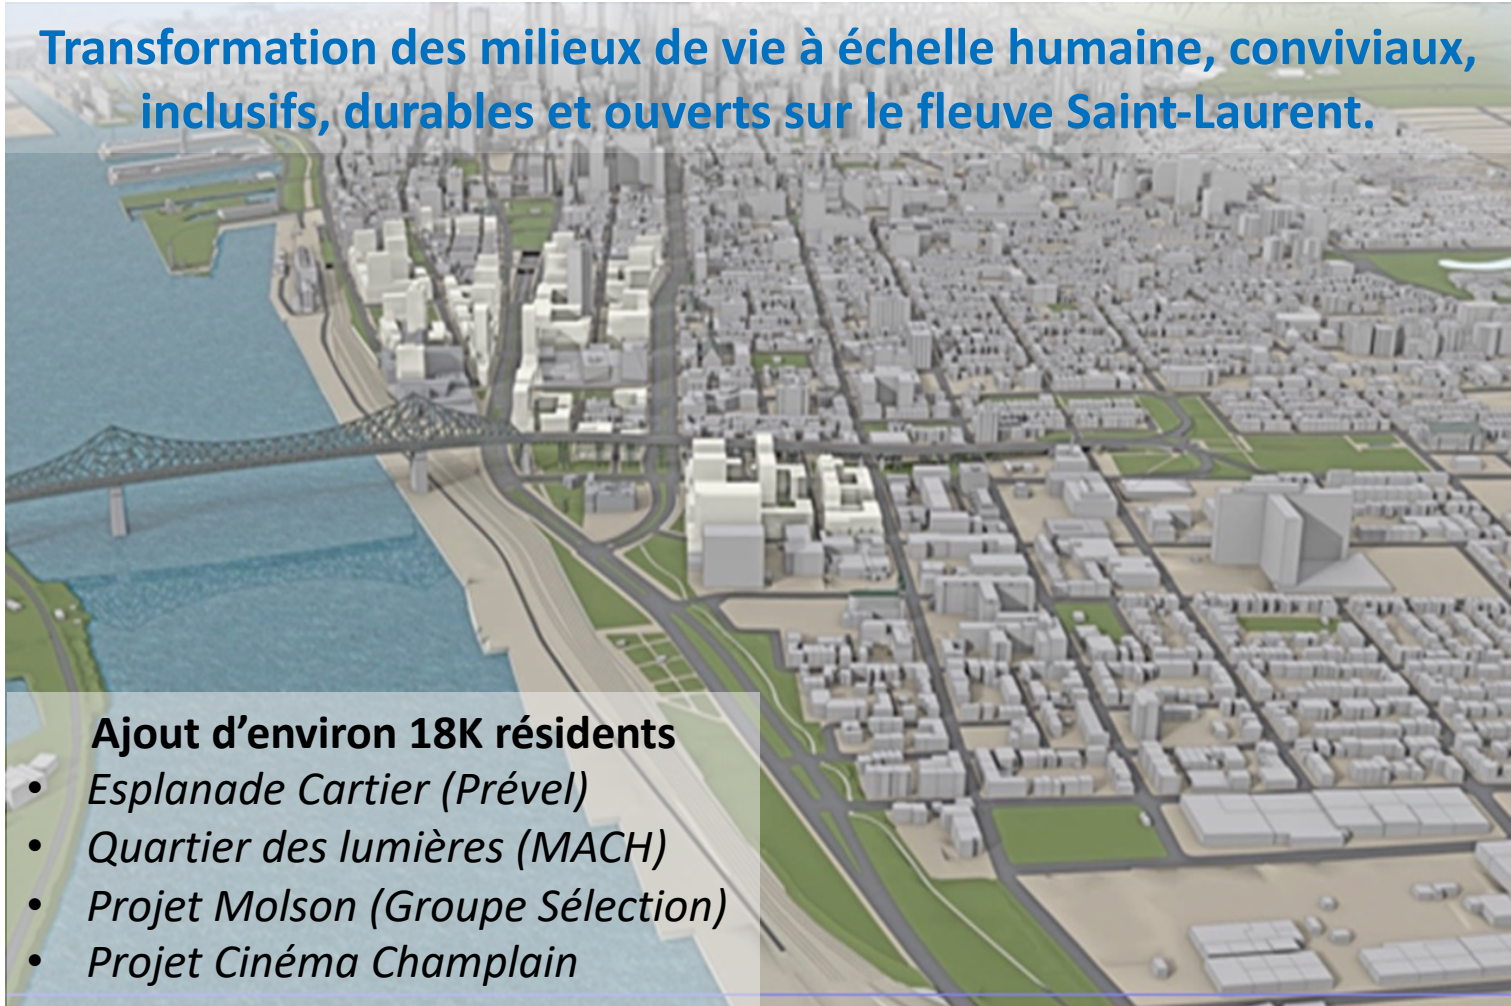 Transformation des milieux de vie à échelle humaine, conviviaux,
inclusifs, durables et ouverts sur le fleuve Saint-Laurent.
Ajout d’environ 18K résidents
• Esplanade Cartier (Prével)
• Quartier des lumières (MACH)
• Projet Molson (Groupe Sélection)
• Projet Cinéma Champlain